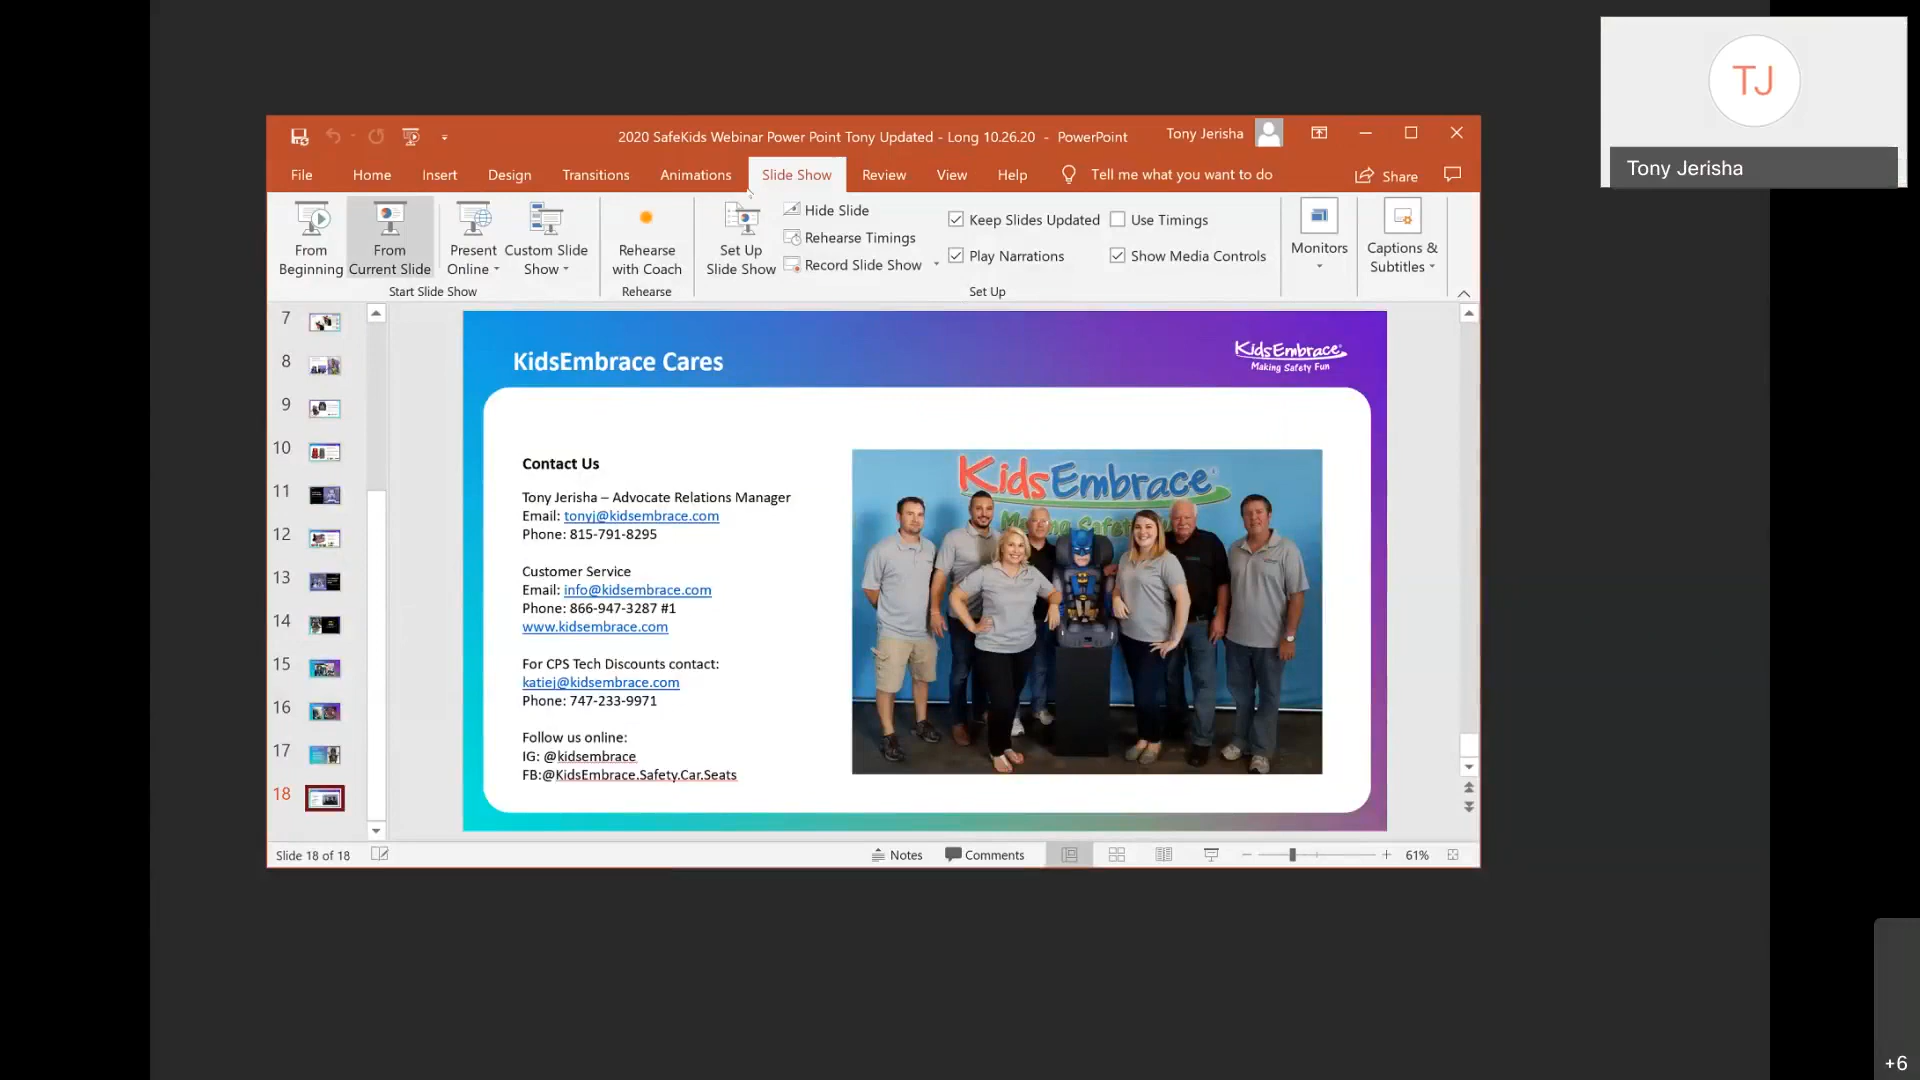 TJ
Tony Jerisha
2020 SafeKids Webinar Power Point Tony Updated - Long 10.26.20 - PowerPoint
Tony Jerisha
File Home Insert Design Transitions Animations Slide Show Review View Help Tell me what you want to do Share
From Beginning
From Current Slide
Present Online
Custom Slide Show
Start Slide Show
Rehearse with Coach
Rehearse
Set Up Slide Show
Hide Slide
Rehearse Timings
Record Slide Show
Keep Slides Updated
Use Timings
Play Narrations
Show Media Controls
Set Up
Monitors
Captions & Subtitles
7
8
9
10
11
12
13
14
15
16
17
18
KidsEmbrace Cares
KidsEmbrace®
Making Safety Fun
Contact Us
Tony Jerisha – Advocate Relations Manager
Email: tonyj@kidsembrace.com
Phone: 815-791-8295
Customer Service
Email: info@kidsembrace.com
Phone: 866-947-3287 #1
www.kidsembrace.com
For CPS Tech Discounts contact:
katiej@kidsembrace.com
Phone: 747-233-9971
Follow us online:
IG: @kidsembrace
FB:@KidsEmbrace.Safety.Car.Seats
KidsEmbrace
Slide 18 of 18
Notes
Comments
61%
+6